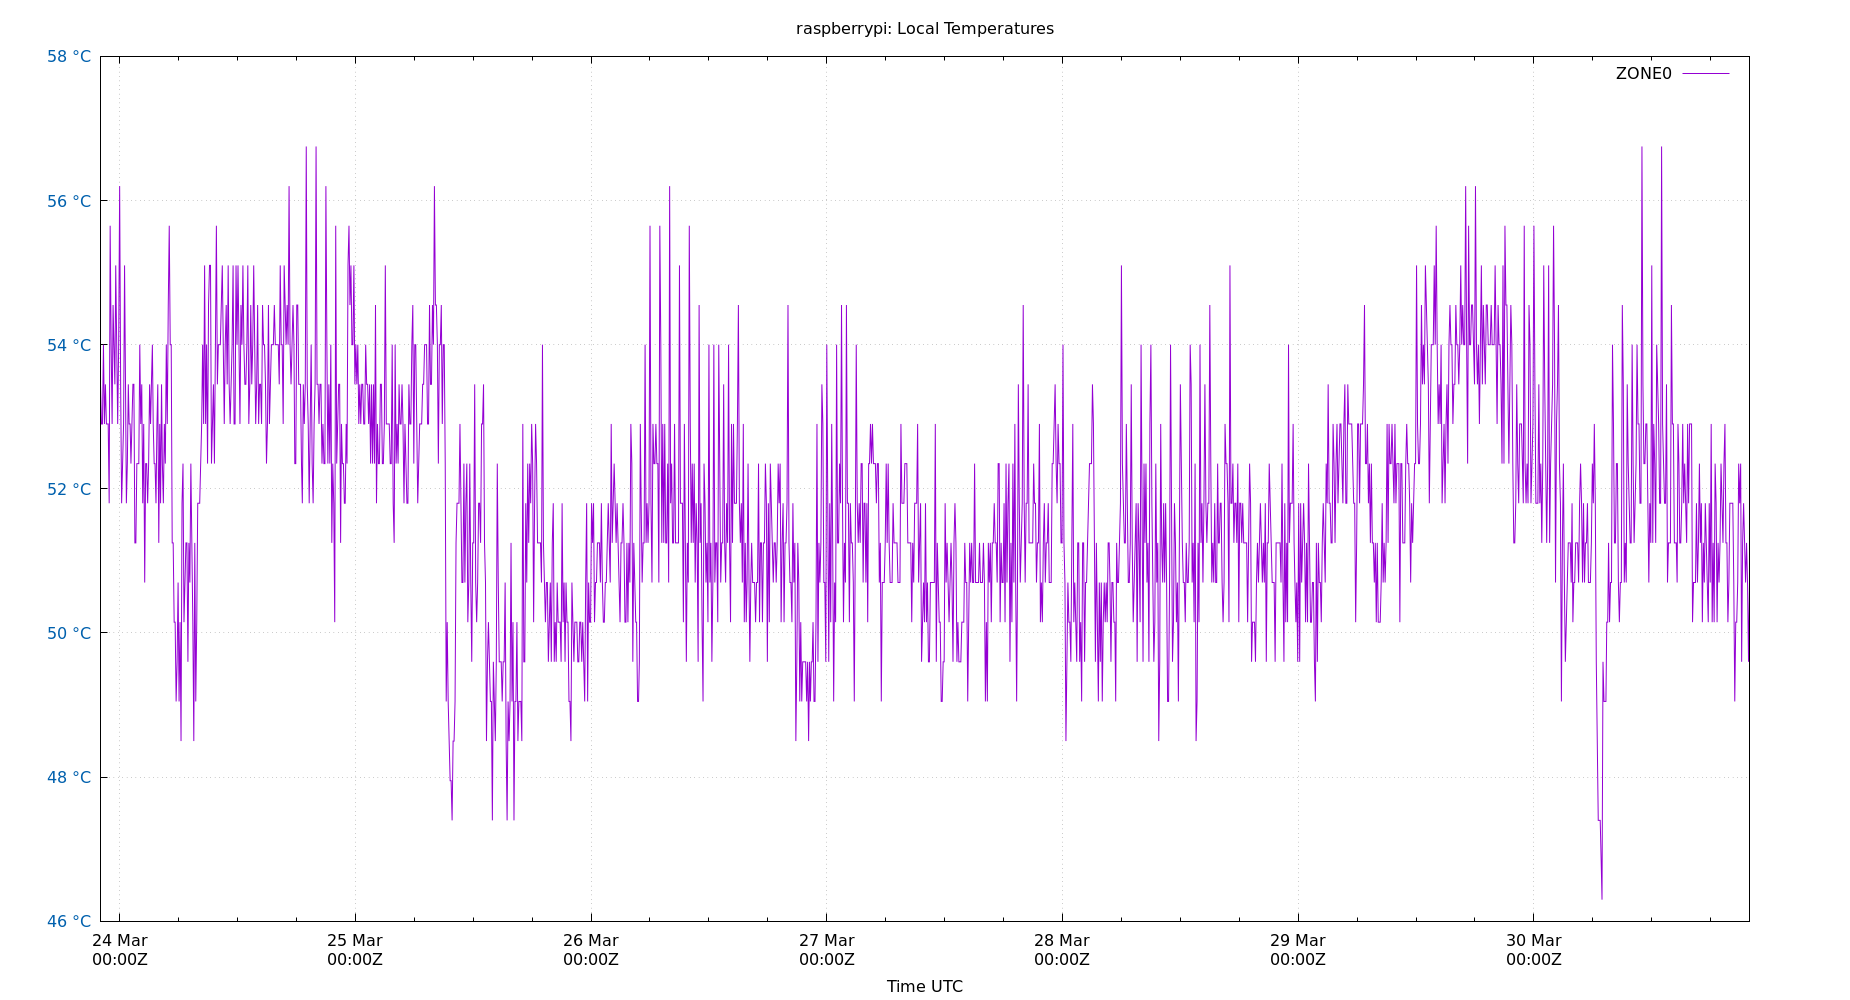 raspberrypi: Local Temperatures
58 °C
ZONE0
56 °C
54 °C
52 °C
50 °C
48 °C
46 °C
24 Mar 25 Mar 26 Mar 27 Mar 28 Mar 29 Mar 30 Mar
00:00Z 00:00Z 00:00Z 00:00Z 00:00Z 00:00Z 00:00Z
Time UTC